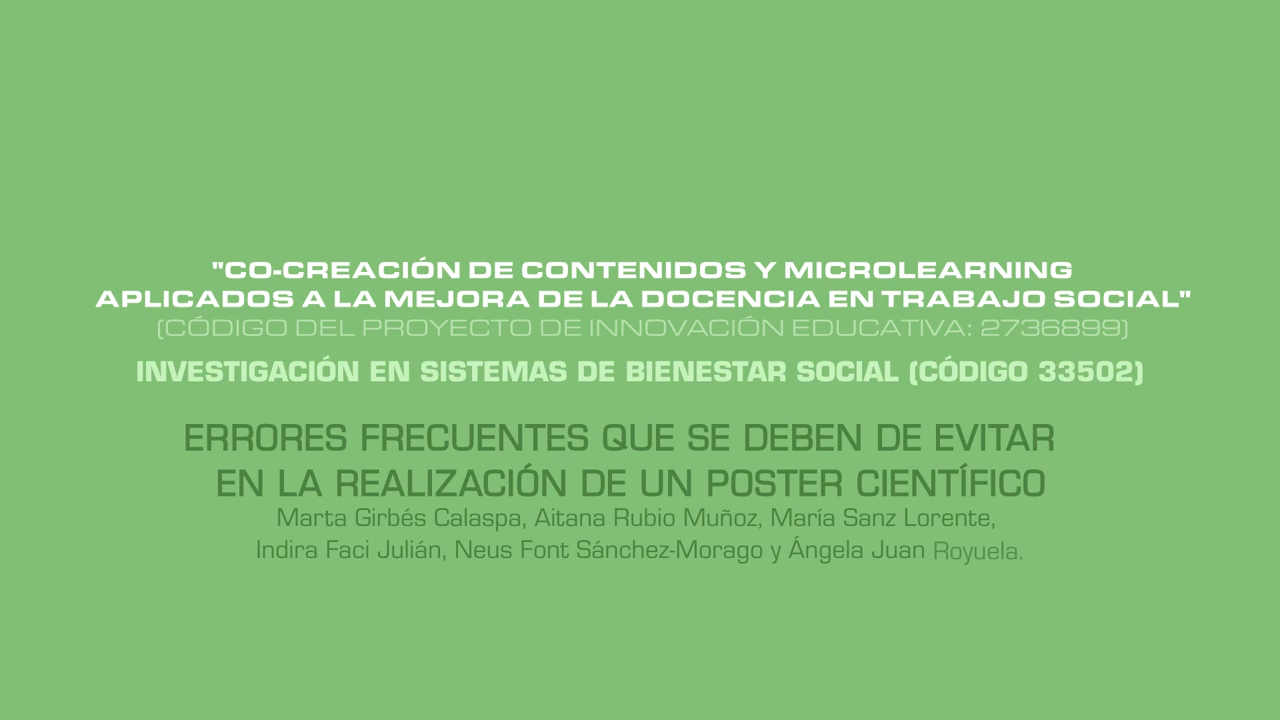 "CO-CREACIÓN DE CONTENIDOS Y MICROLEARNING
APLICADOS A LA MEJORA DE LA DOCENCIA EN TRABAJO SOCIAL"
(CÓDIGO DEL PROYECTO DE INNOVACIÓN EDUCATIVA: 2736899)
INVESTIGACIÓN EN SISTEMAS DE BIENESTAR SOCIAL (CÓDIGO 33502)
ERRORES FRECUENTES QUE SE DEBEN DE EVITAR
EN LA REALIZACIÓN DE UN POSTER CIENTÍFICO
Marta Girbés Calaspa, Aitana Rubio Muñoz, María Sanz Lorente,
Indira Faci Julián, Neus Font Sánchez-Morago y Ángela Juan Royuela.